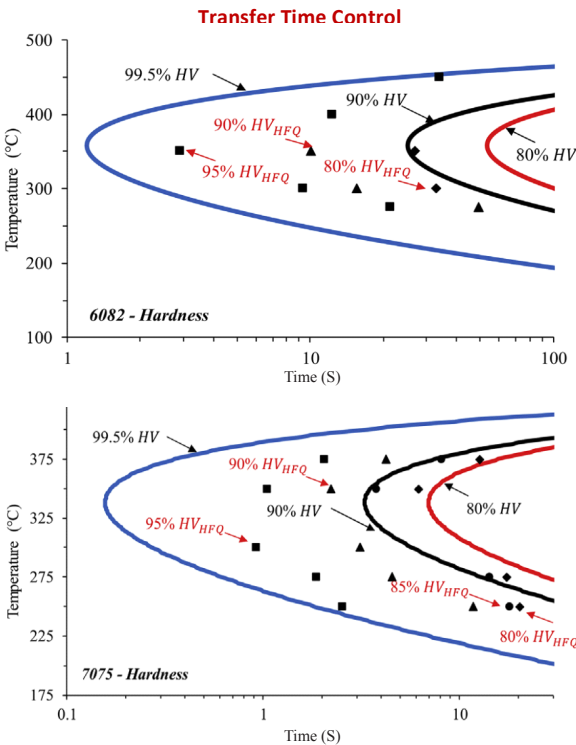 Transfer Time Control
500
400
300
200
100
Temperature (°C)
99.5% HV
90% HV
90% HV_HFQ
80% HV
95% HV_HFQ
80% HV_HFQ
6082 - Hardness
1
10
100
Time (S)
375
325
275
225
175
Temperature (°C)
99.5% HV
90% HV_HFQ
90% HV
80% HV
95% HV_HFQ
85% HV_HFQ
80% HV_HFQ
7075 - Hardness
0.1
1
10
Time (S)